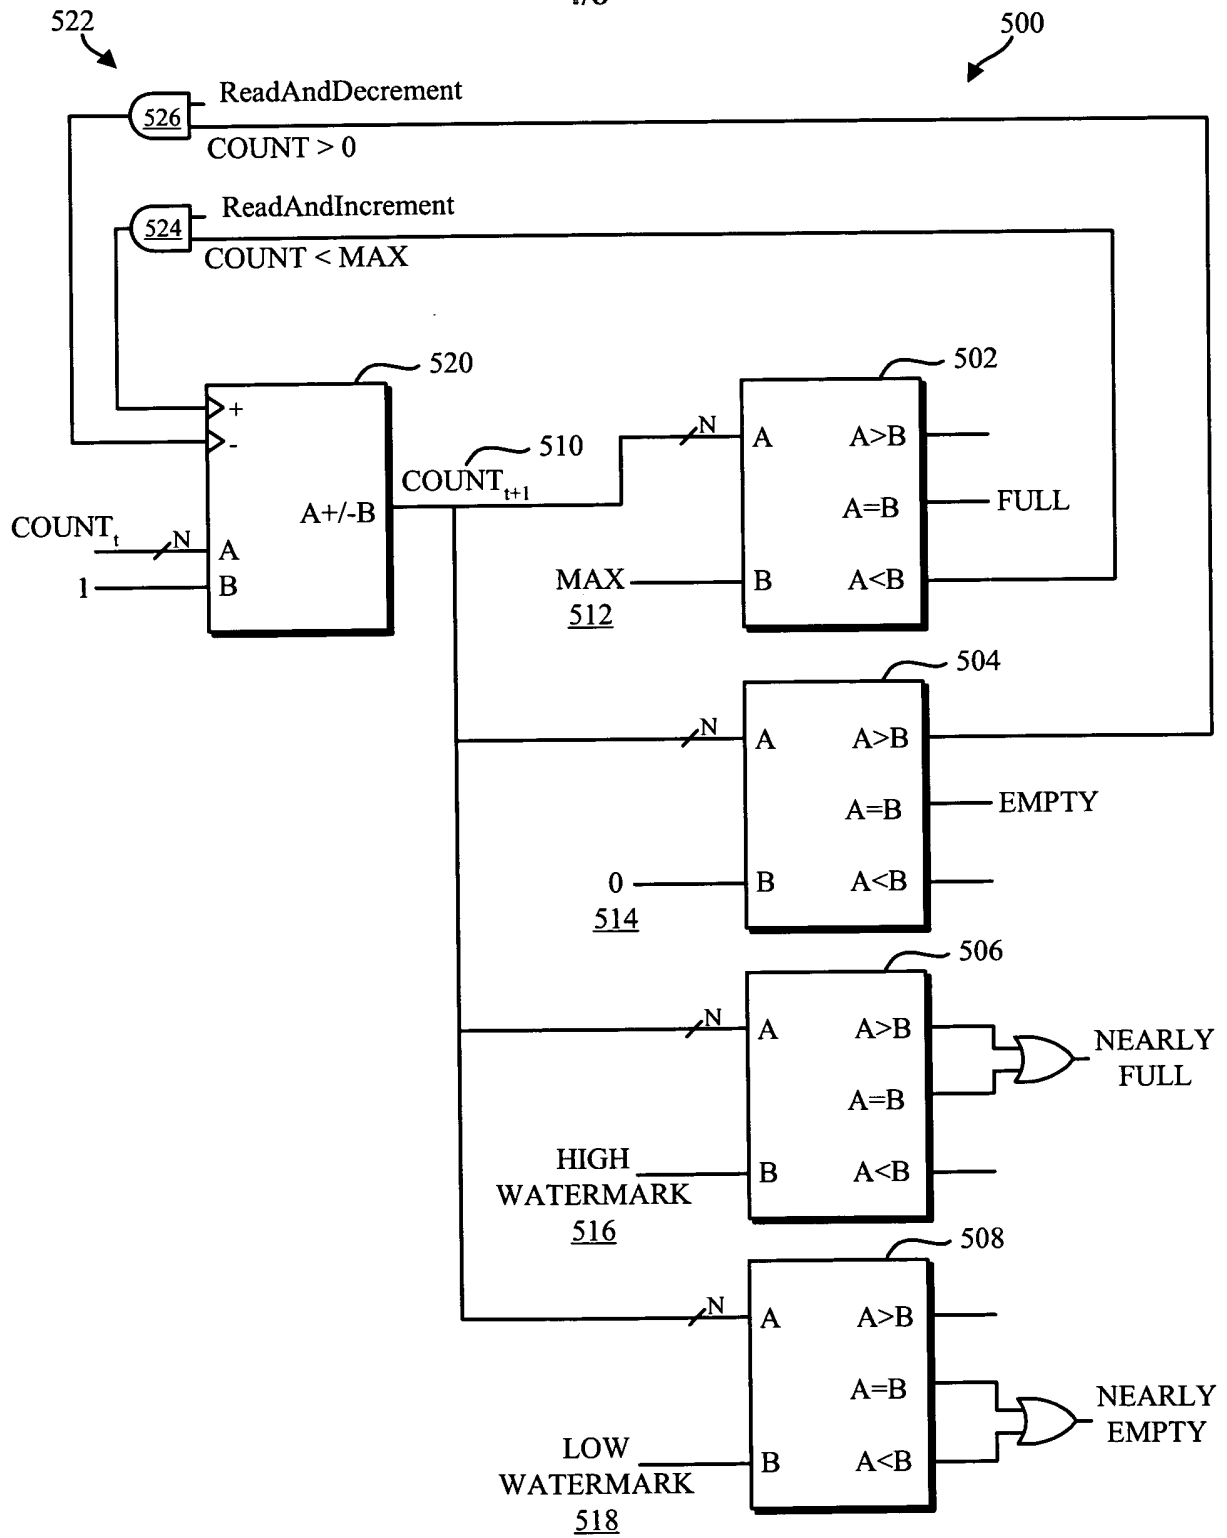 522
500
ReadAndDecrement
526
COUNT > 0
ReadAndIncrement
524
COUNT < MAX
520
502
+
-
510
COUNT t+1
N
A
A>B
A+/-B
A=B
FULL
COUNT t
N
A
1
B
MAX
B
A<B
512
504
N
A
A>B
A=B
EMPTY
0
B
A<B
514
506
N
A
A>B
NEARLY
FULL
A=B
HIGH
WATERMARK
B
A<B
516
508
N
A
A>B
A=B
NEARLY
EMPTY
LOW
WATERMARK
B
A<B
518